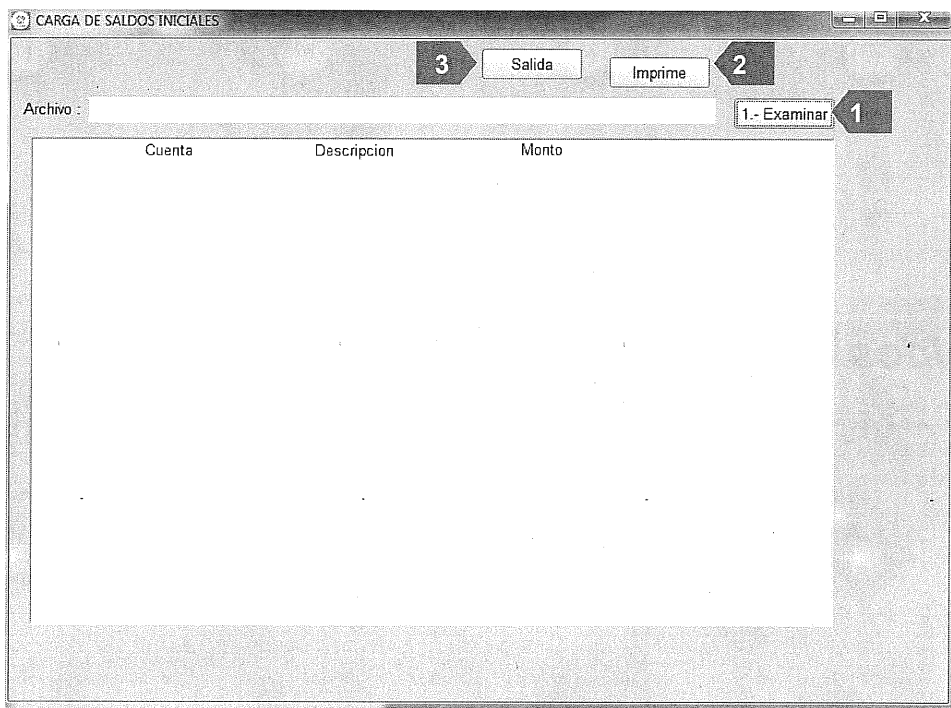 CARGA DE SALDOS INICIALES
3 Salida Imprime 2
Archivo : 1.- Examinar 1
Cuenta Descripcion Monto